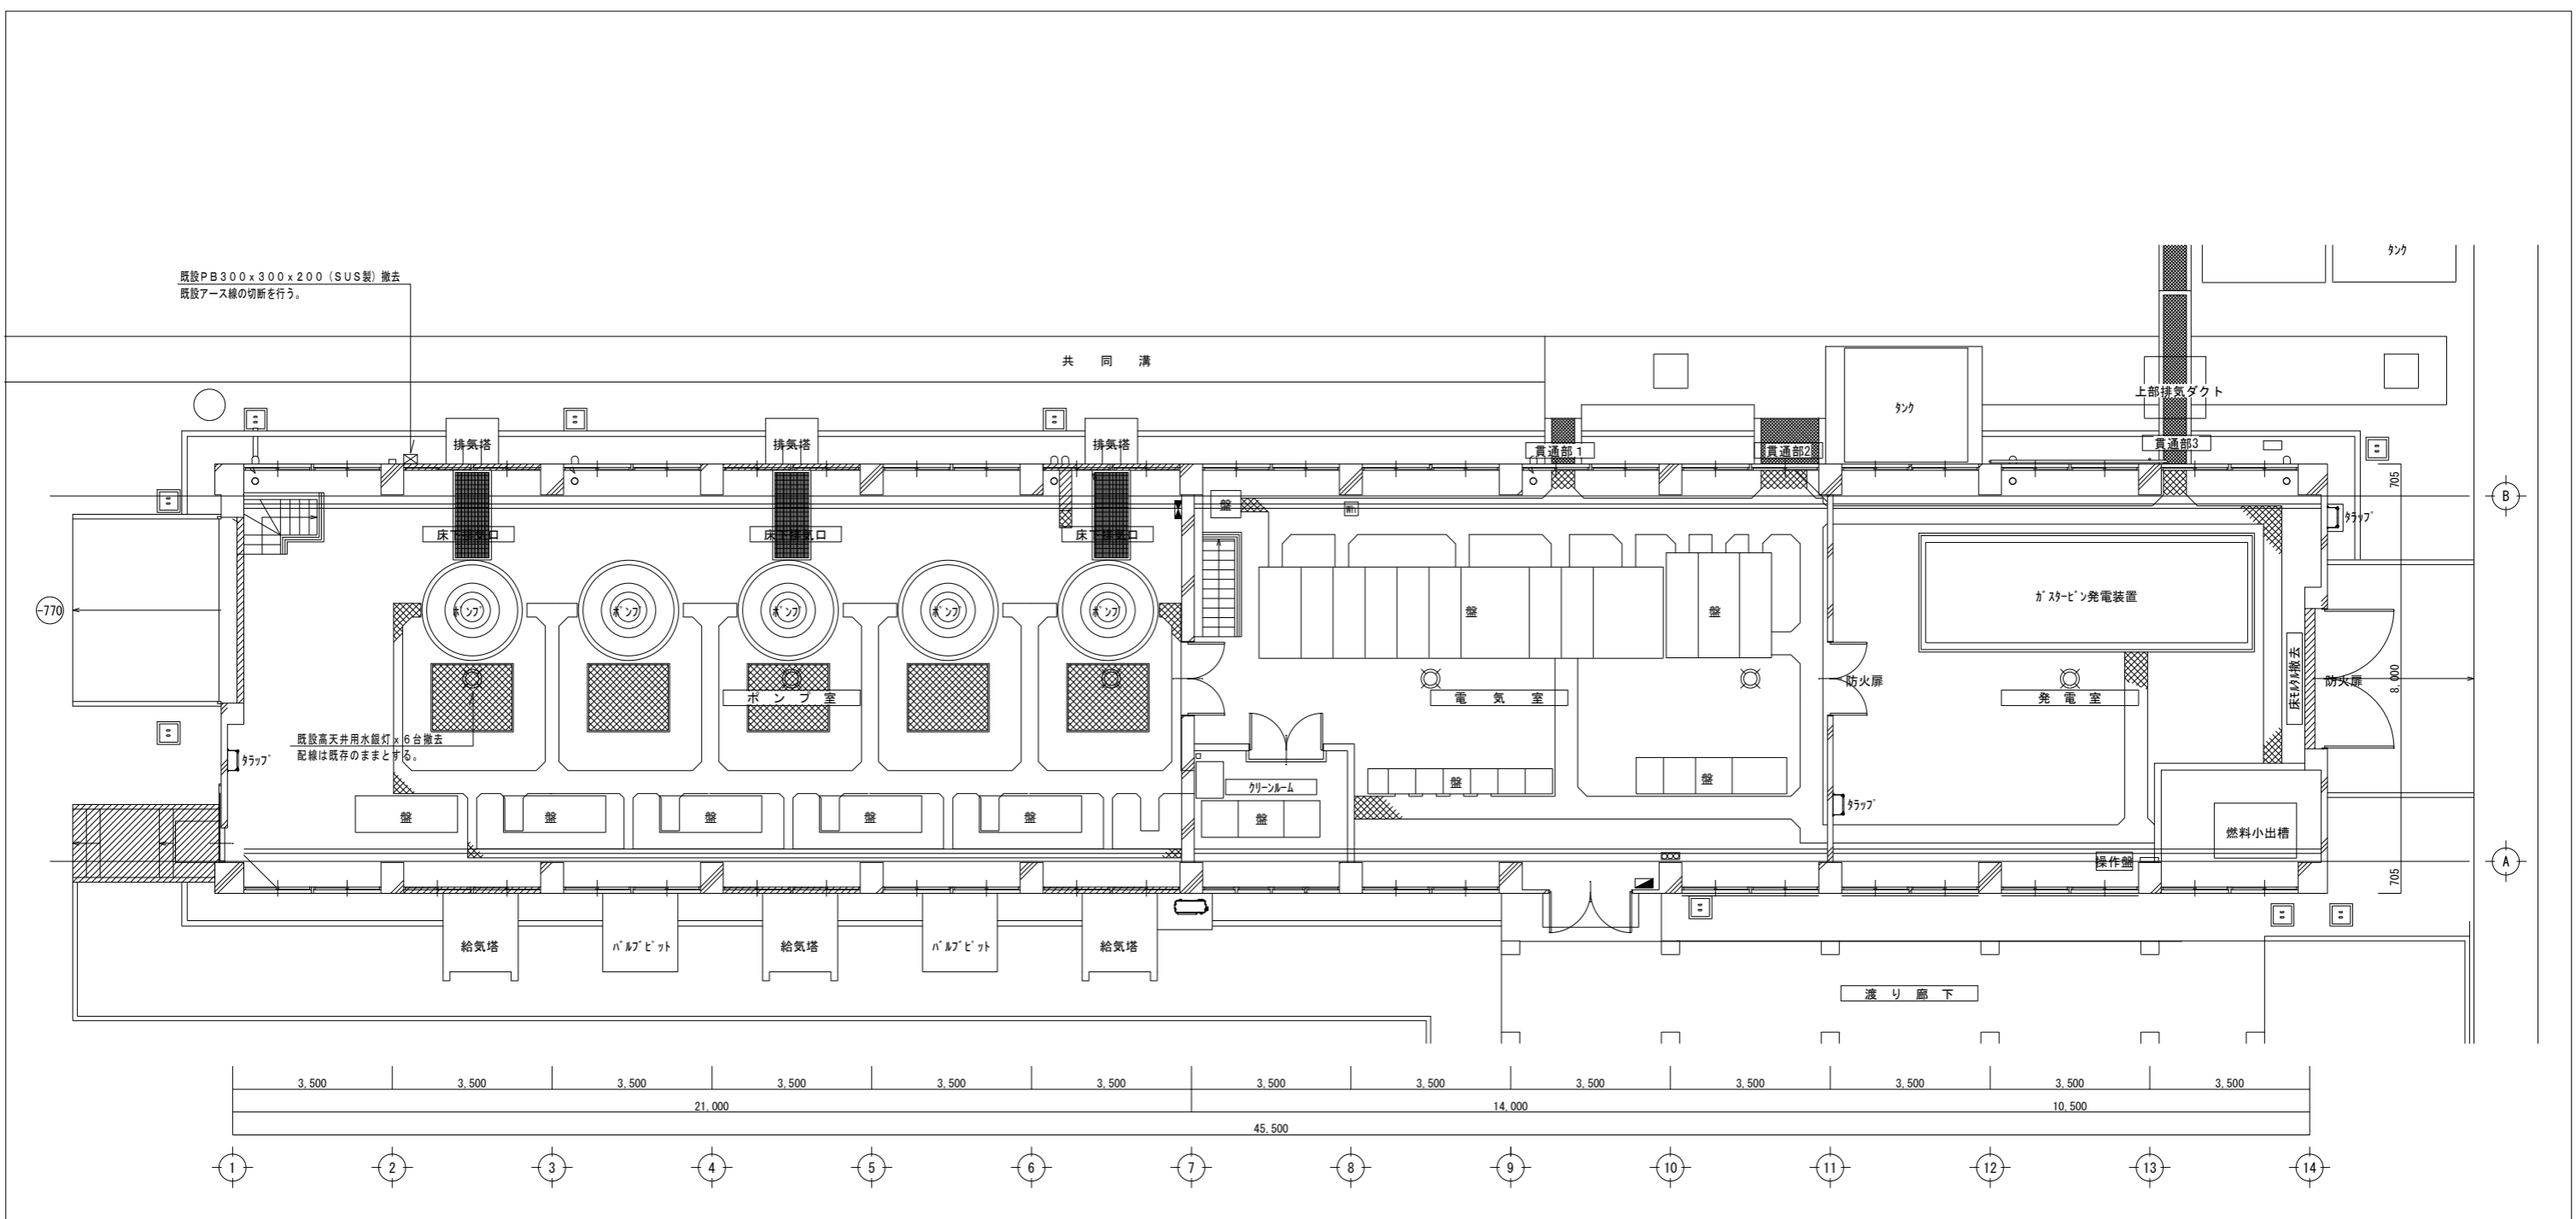 タンク
既設PB300x300x200（SUS製）撤去
既設アース線の切断を行う。
共同溝
上部排気ダクト
タンク
排気塔
排気塔
排気塔
貫通部1
貫通部2
貫通部3
705
B
盤
Wh
タラップ
床下排気口
床下排気口
床下排気口
-770
ポンプ
ポンプ
ポンプ
ポンプ
ポンプ
盤
盤
ガスタービン発電装置
床モルタル撤去
防火扉
防火扉
8,000
ポンプ室
電気室
発電室
既設高天井用水銀灯x6台撤去
配線は既存のままとする。
タラップ
クリーンルーム
盤
盤
タラップ
盤
盤
盤
盤
盤
盤
燃料小出槽
操作盤
A
705
給気塔
バルブピット
給気塔
バルブピット
給気塔
渡り廊下
3,500 3,500 3,500 3,500 3,500 3,500 3,500 3,500 3,500 3,500 3,500 3,500 3,500
21,000 14,000 10,500
45,500
1 2 3 4 5 6 7 8 9 10 11 12 13 14